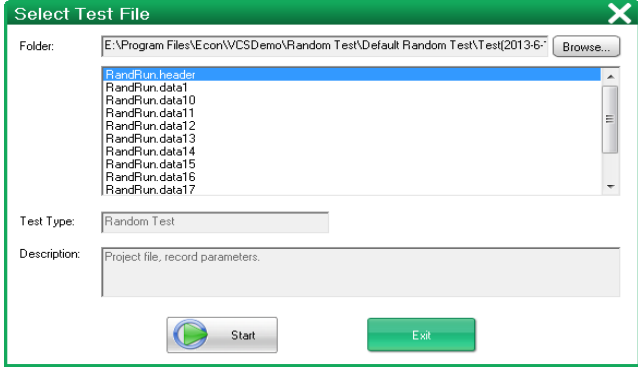 Select Test File
Folder: E:\Program Files\Econ\VCSDemo\Random Test\Default Random Test\Test(2013-6- Browse...
RandRun.header
RandRun.data1
RandRun.data10
RandRun.data11
RandRun.data12
RandRun.data13
RandRun.data14
RandRun.data15
RandRun.data16
RandRun.data17
Test Type: Random Test
Description: Project file, record parameters.
Start Exit